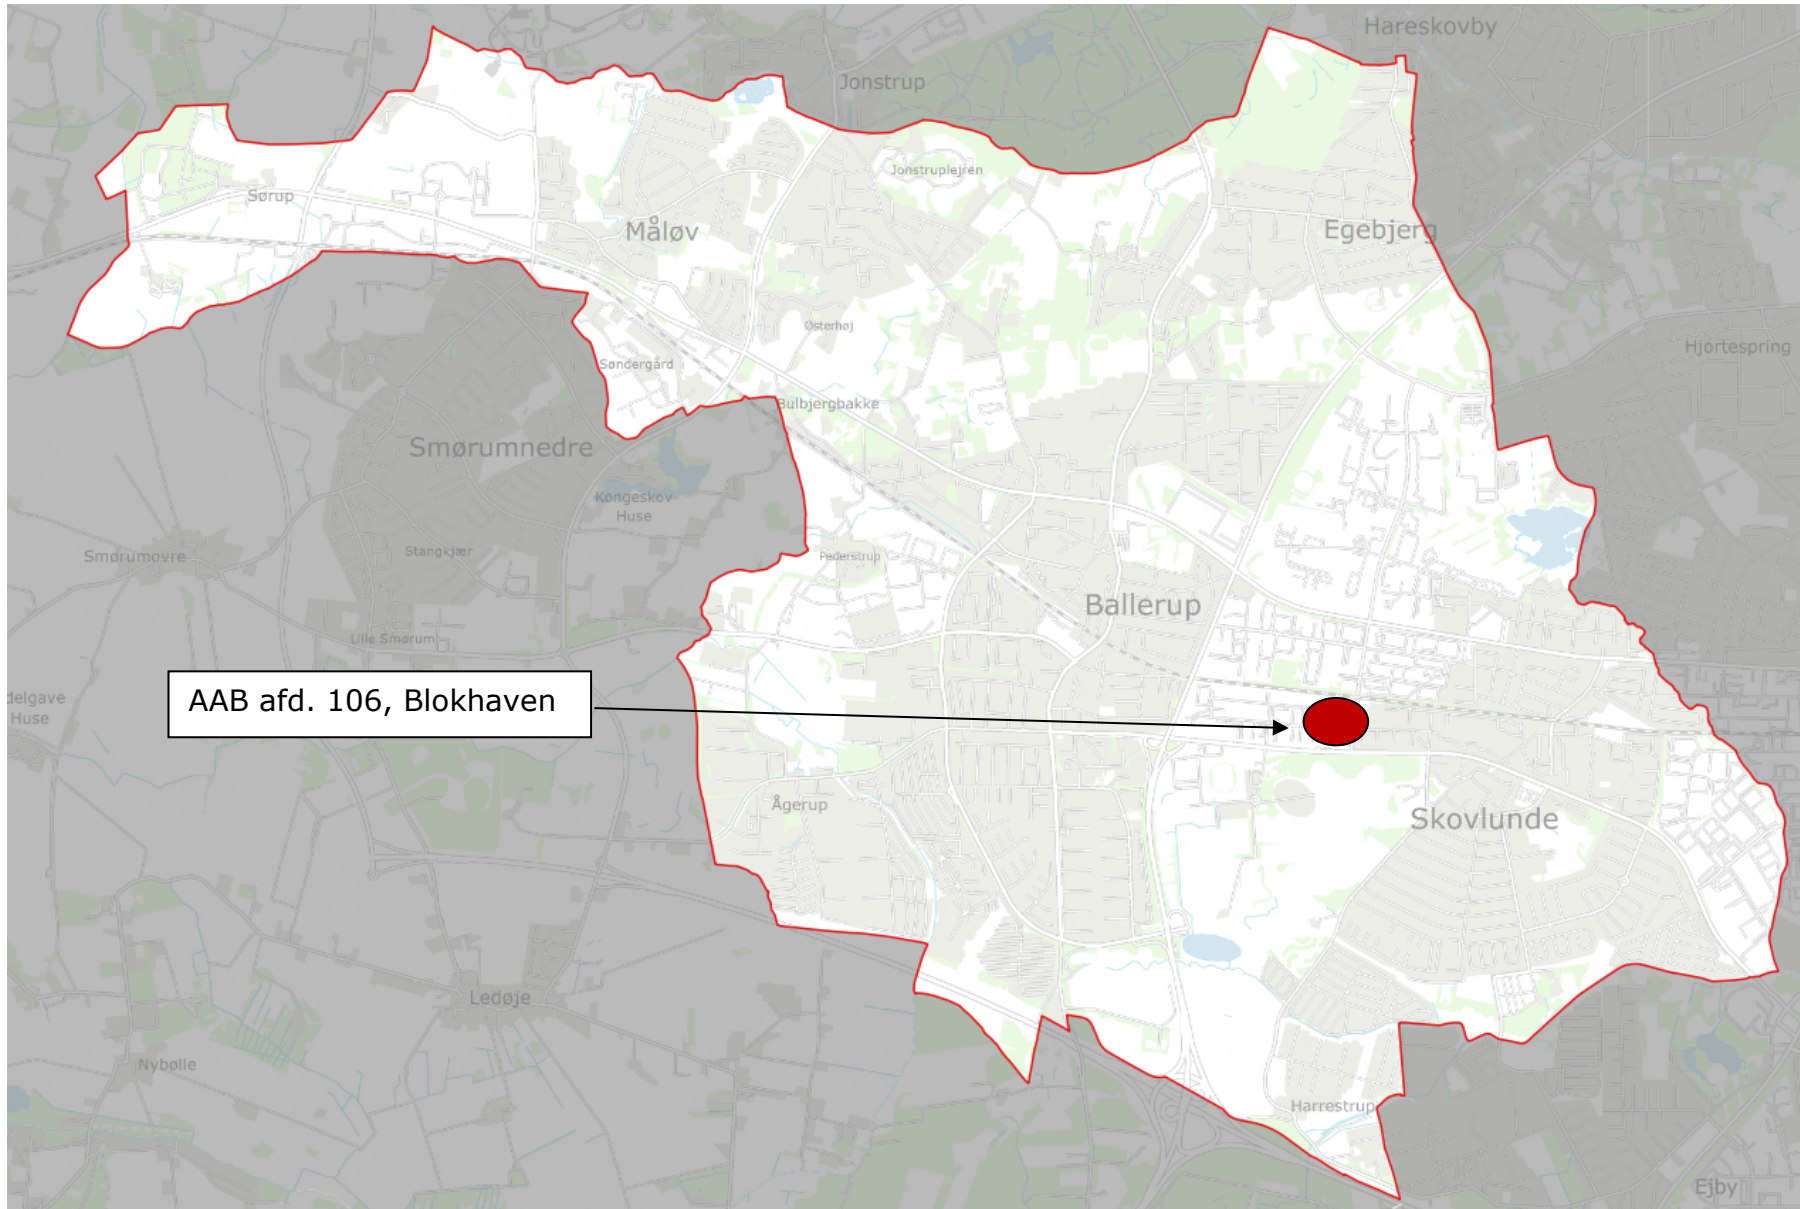 Hareskovby
Jonstrup
Jonstruplejren
Sørup
Måløv
Egebjerg
Østerhøj
Hjortespring
Søndergård
Bulbjergbakke
Smørumnedre
Kongeskov
Huse
Smørumovre
Stangkjær
Pederstrup
Ballerup
Lille Smørum
AAB afd. 106, Blokhaven
delgave
Huse
Ågerup
Skovlunde
Ledøje
Nybølle
Harrestrup
Ejby